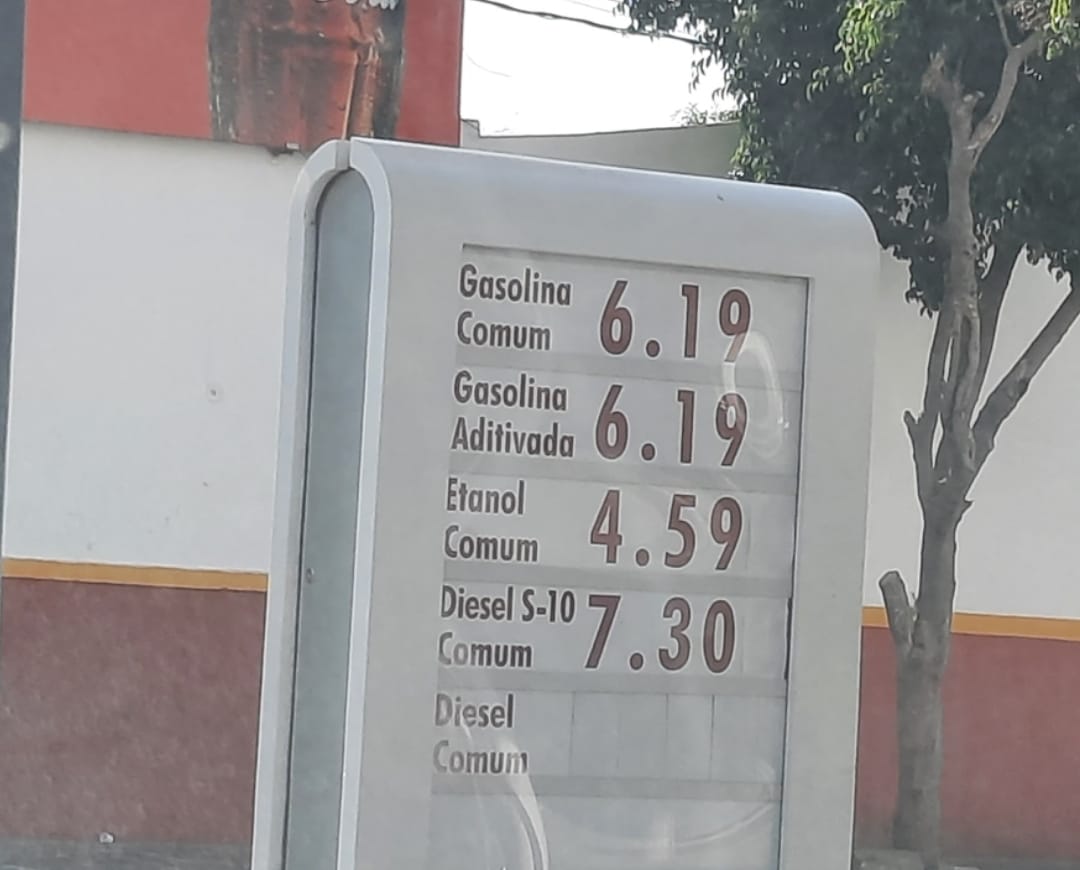 Gasolina
Comum 6.19
Gasolina
Aditivada 6.19
Etanol
Comum 4.59
Diesel S-10
Comum 7.30
Diesel
Comum